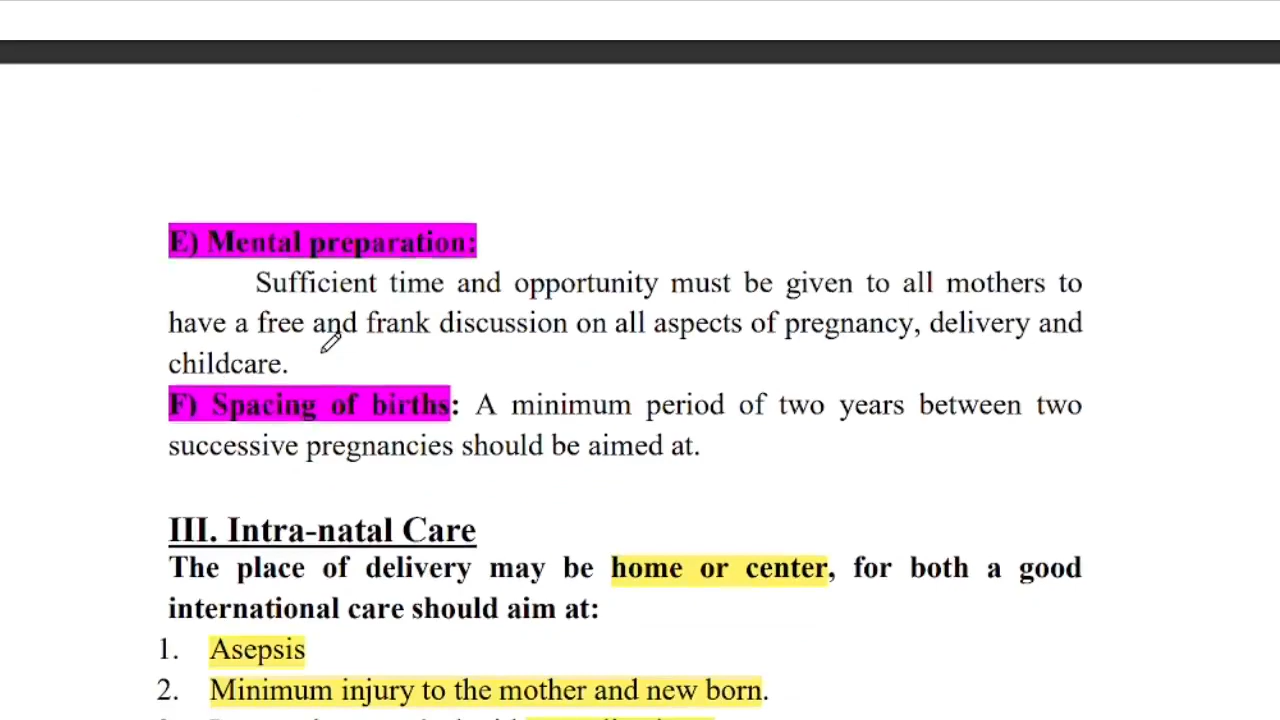 E) Mental preparation:
Sufficient time and opportunity must be given to all mothers to
have a free and frank discussion on all aspects of pregnancy, delivery and
childcare.
F) Spacing of births: A minimum period of two years between two
successive pregnancies should be aimed at.
III. Intra-natal Care
The place of delivery may be home or center, for both a good
international care should aim at:
1. Asepsis
2. Minimum injury to the mother and new born.